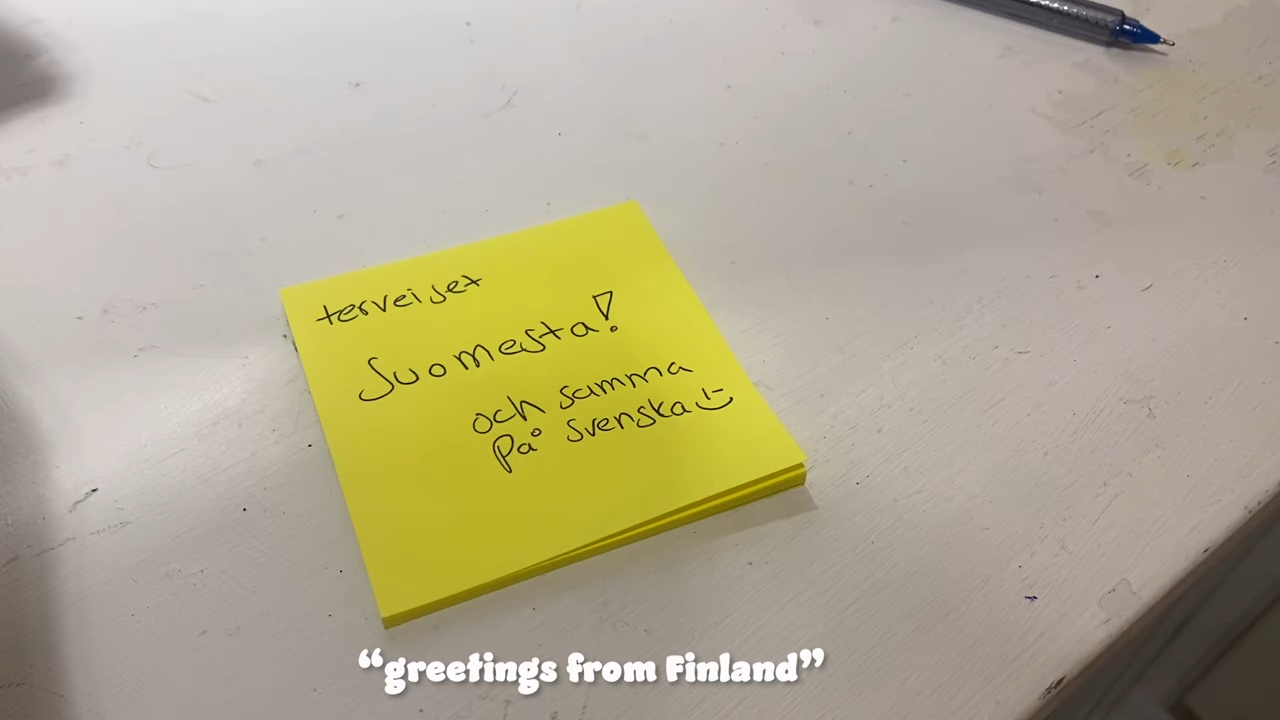 terveiset
Suomesta!
och samma
på svenska :)
“greetings from Finland”